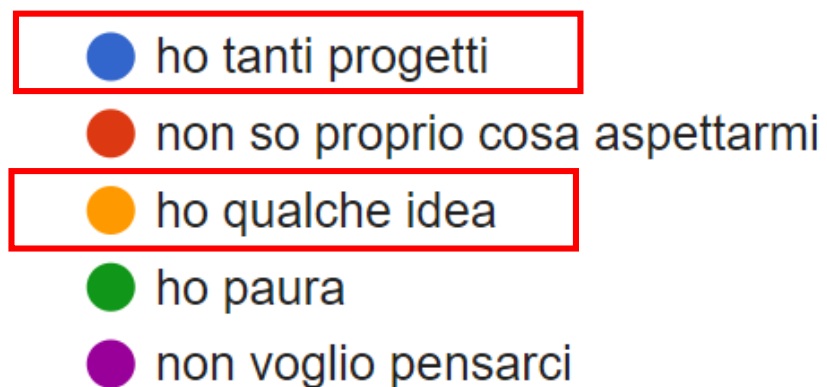 ho tanti progetti
non so proprio cosa aspettarmi
ho qualche idea
ho paura
non voglio pensarci